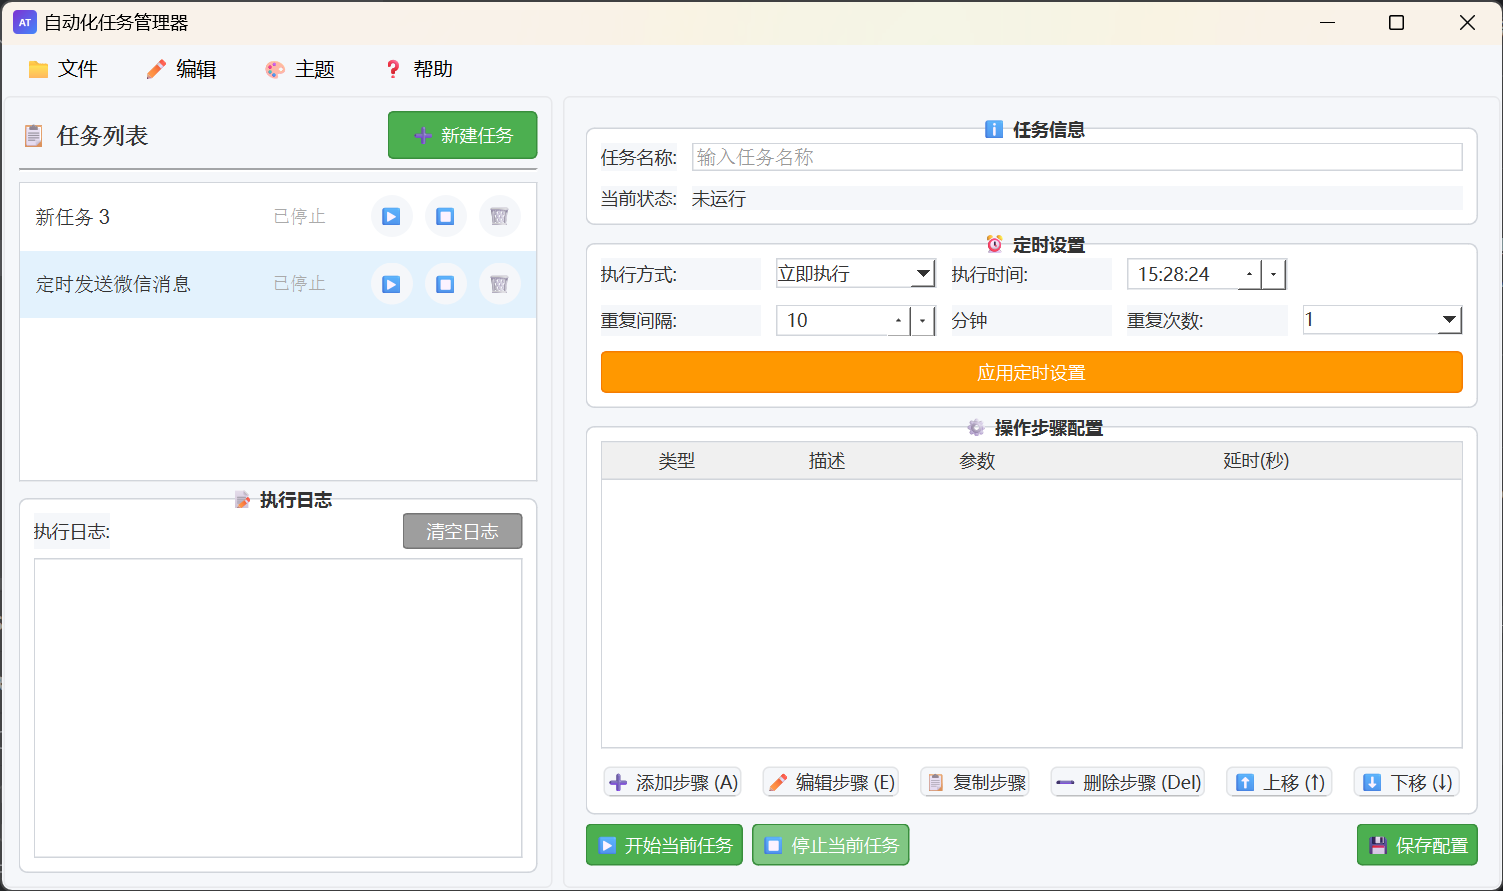 AT 自动化任务管理器
文件 编辑 主题 帮助
任务列表 新建任务
新任务 3 已停止
定时发送微信消息 已停止
执行日志
执行日志: 清空日志
任务信息
任务名称: 输入任务名称
当前状态: 未运行
定时设置
执行方式: 立即执行 执行时间: 15:28:24
重复间隔: 10 分钟 重复次数: 1
应用定时设置
操作步骤配置
类型 描述 参数 延时(秒)
添加步骤 (A) 编辑步骤 (E) 复制步骤 删除步骤 (Del) 上移 (↑) 下移 (↓)
开始当前任务 停止当前任务 保存配置